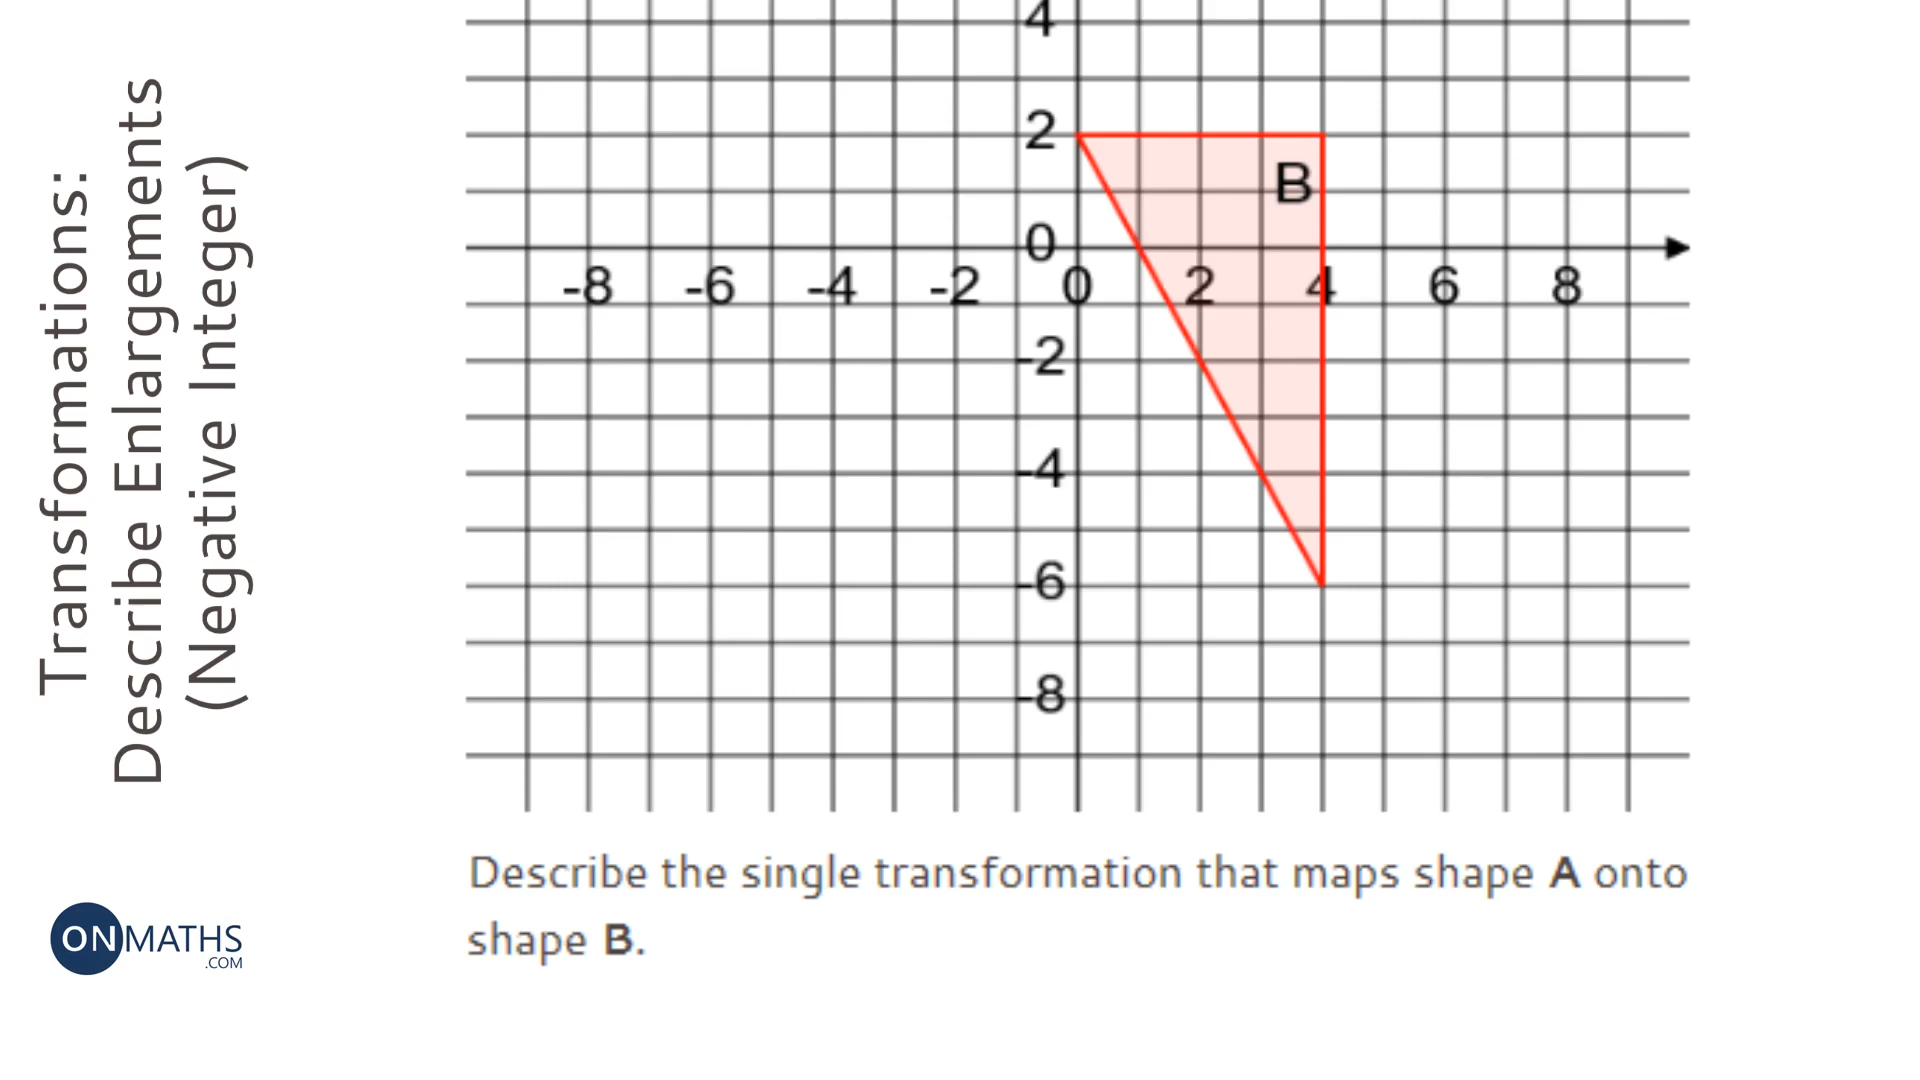 Transformations:
Describe Enlargements
(Negative Integer)
4
2
B
0
-8 -6 -4 -2 0 2 4 6 8
-2
-4
-6
-8
Describe the single transformation that maps shape A onto
shape B.
ONMATHS
.COM